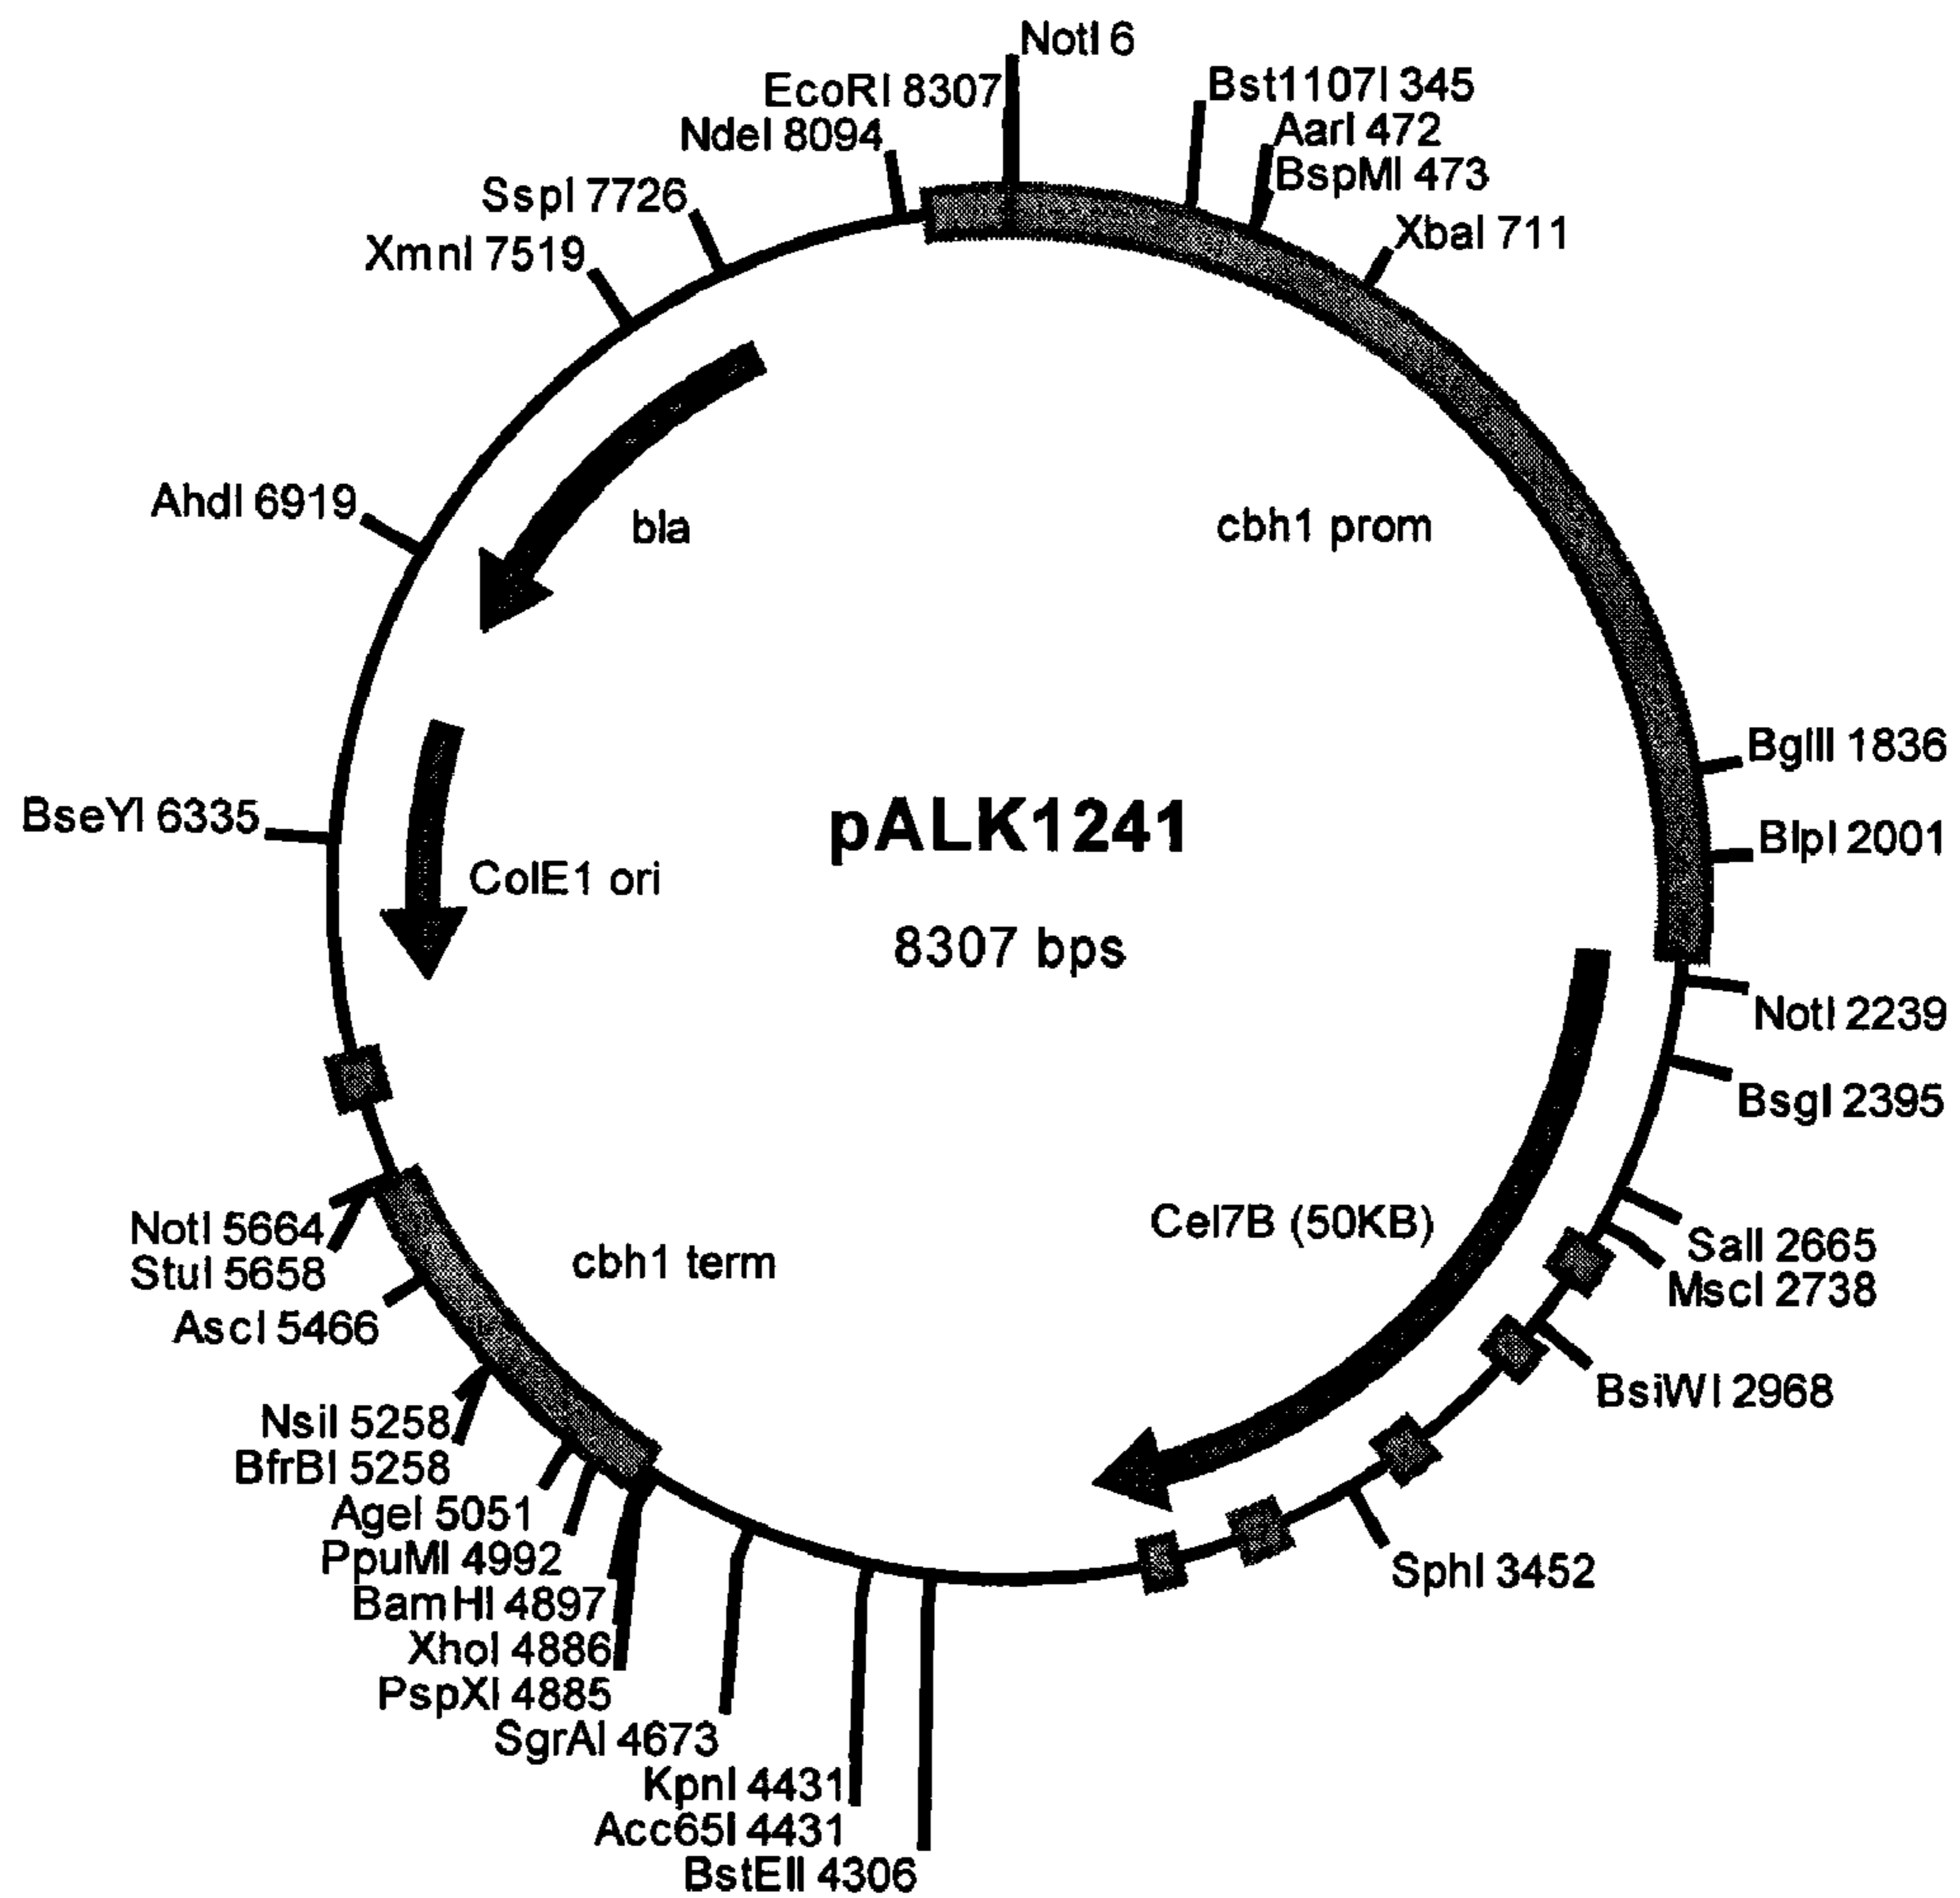 NotI 6
EcoRI 8307
Bst1107I 345
NdeI 8094
AarI 472
BspMI 473
SspI 7726
XbaI 711
XmnI 7519
AhdI 6919
bla
cbh1 prom
BglII 1836
BseYI 6335
pALK1241
BlpI 2001
ColE1 ori
8307 bps
NotI 2239
BsgI 2395
Cel7B (50KB)
NotI 5664
SalI 2665
StuI 5658
cbh1 term
MscI 2738
AscI 5466
BsiWI 2968
NsiI 5258
BfrBI 5258
AgeI 5051
PpuMI 4992
SphI 3452
BamHI 4897
XhoI 4886
PspXI 4885
SgrAI 4673
KpnI 4431
Acc65I 4431
BstEII 4306